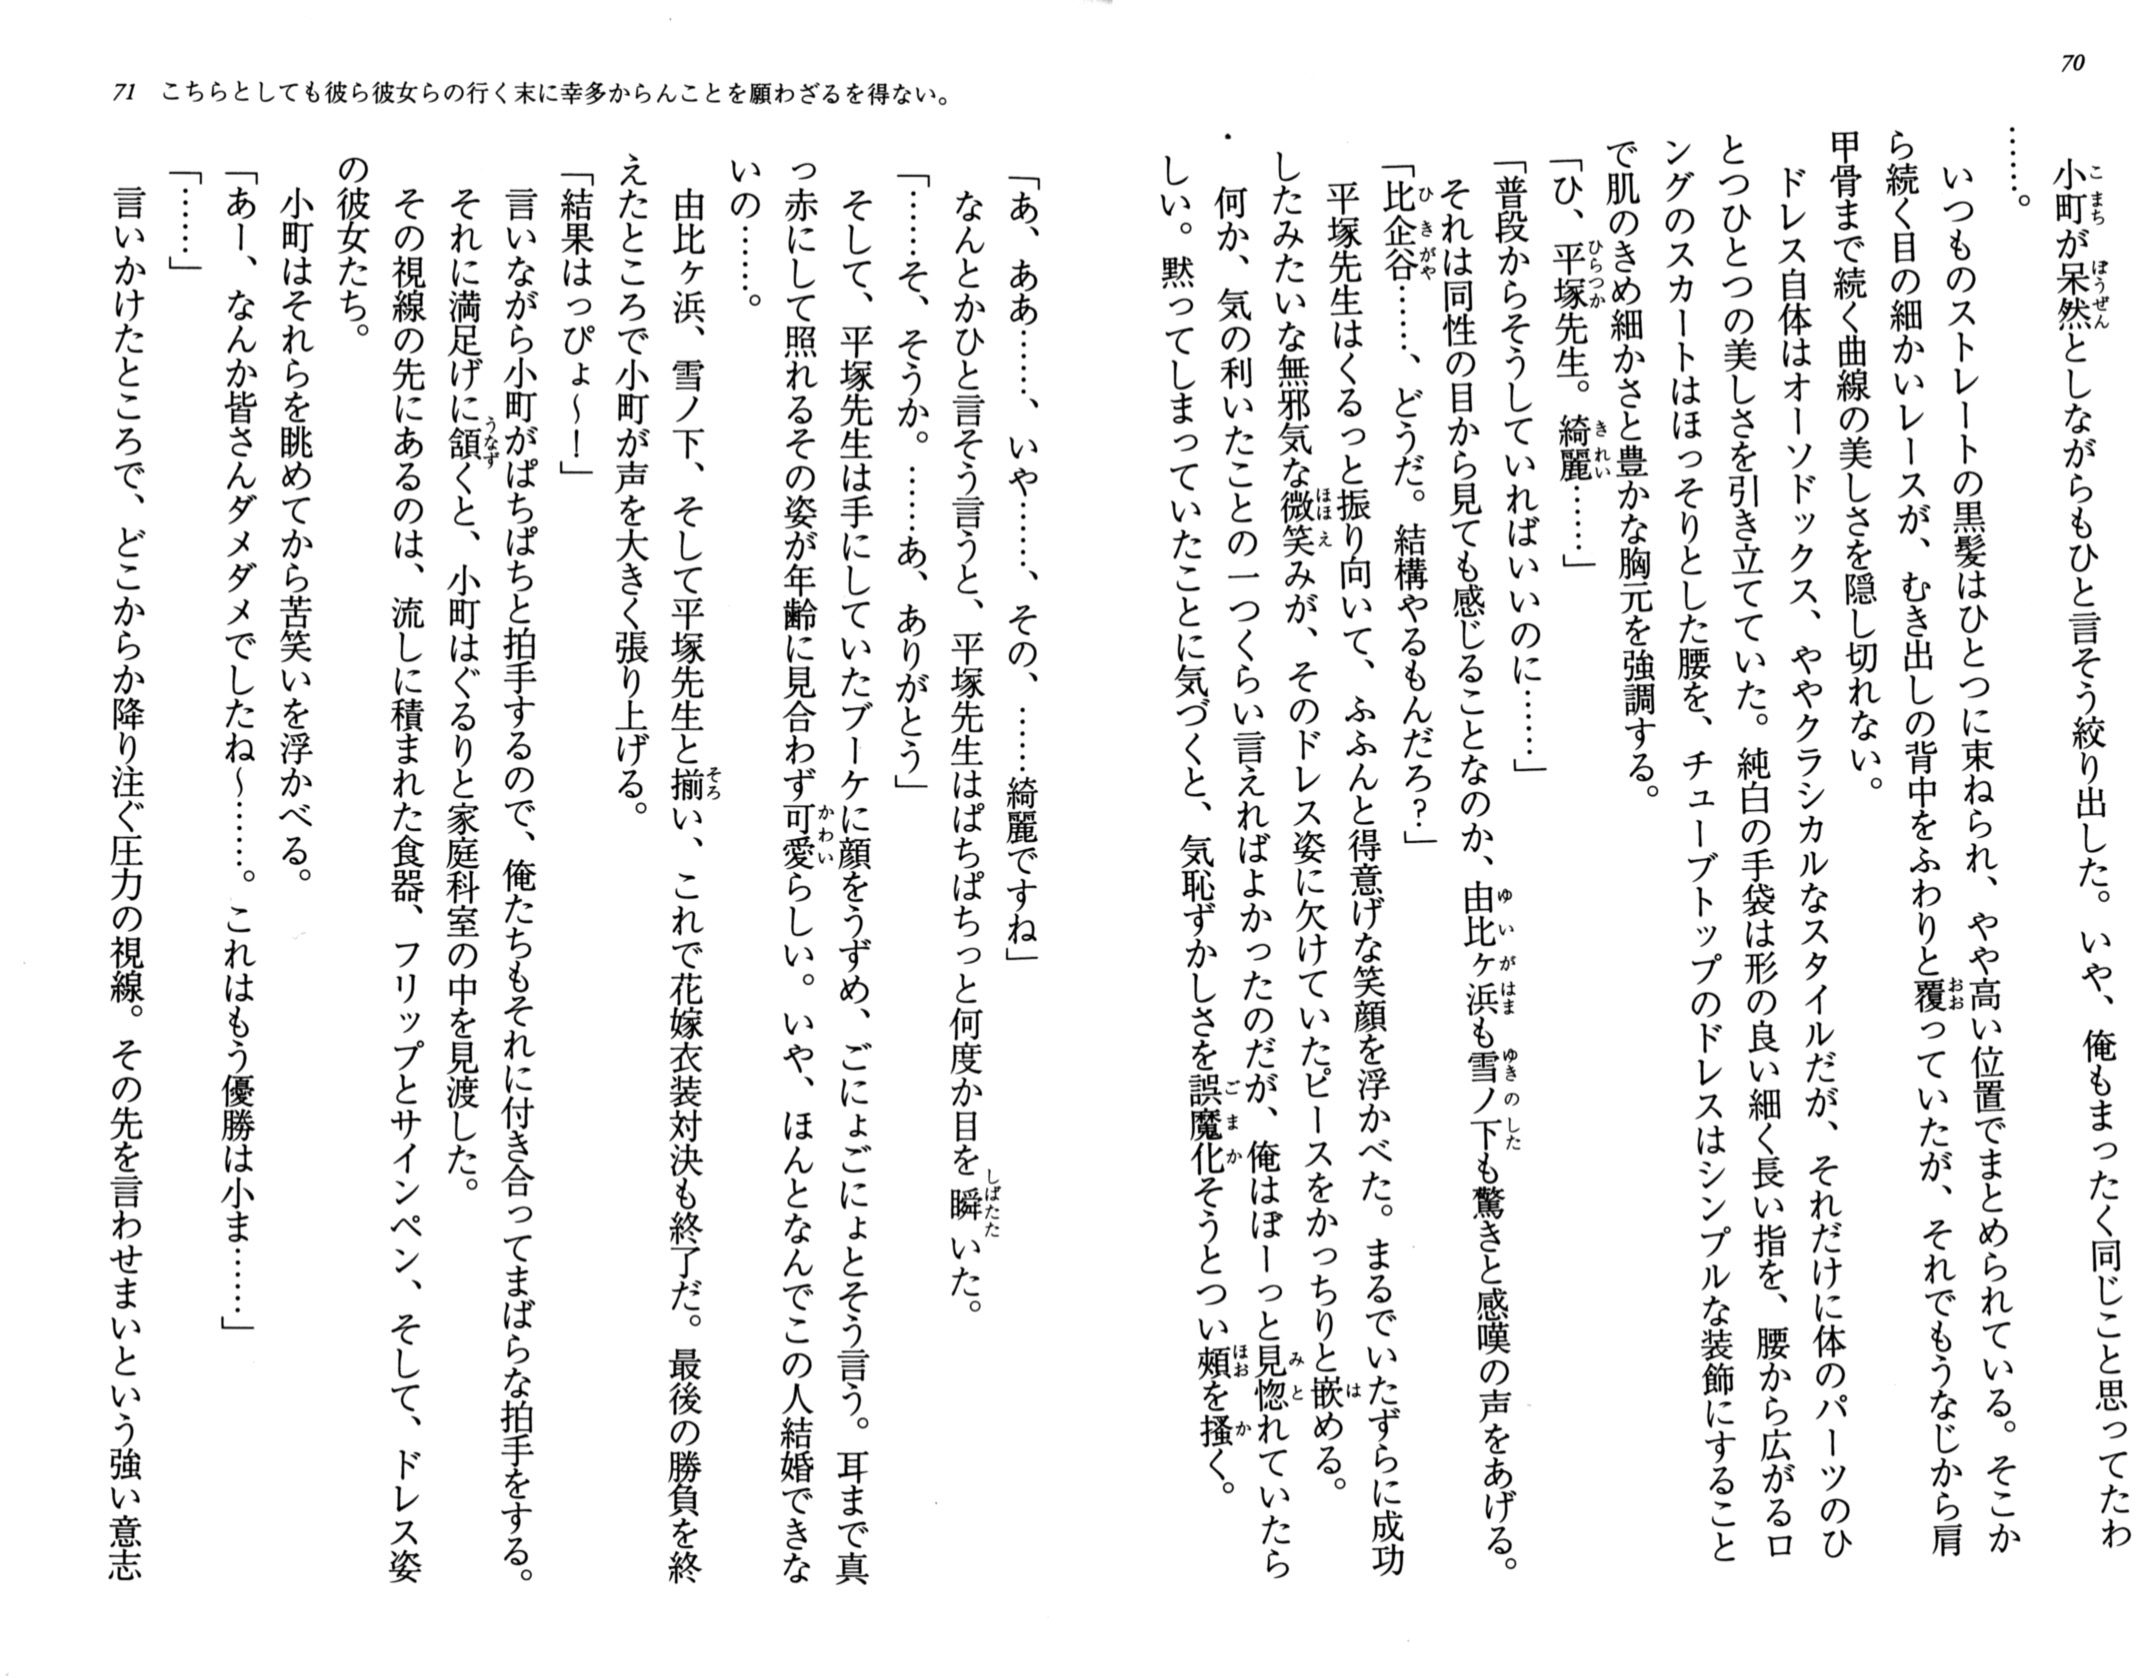 70
小町が呆然としながらもひと言そう絞り出した。いや、俺もまったく同じこと思ってたわ
……。
いつものストレートの黒髪はひとつに束ねられ、やや高い位置でまとめられている。そこか
ら続く目の細かいレースが、むき出しの背中をふわりと覆っていたが、それでもうなじから肩
甲骨まで続く曲線の美しさを隠し切れない。
ドレス自体はオーソドックス、ややクラシカルなスタイルだが、それだけに体のパーツのひ
とつひとつの美しさを引き立てていた。純白の手袋は形の良い細く長い指を、腰から広がるロ
ングのスカートはほっそりとした腰を、チューブトップのドレスはシンプルな装飾にすること
で肌のきめ細かさと豊かな胸元を強調する。
「ひ、平塚先生。綺麗……」
「普段からそうしていればいいのに……」
それは同性の目から見ても感じることなのか、由比ヶ浜も雪ノ下も驚きと感嘆の声をあげる。
「比企谷……、どうだ。結構やるもんだろ?」
平塚先生はくるっと振り向いて、ふふんと得意げな笑顔を浮かべた。まるでいたずらに成功
したみたいな無邪気な微笑みが、そのドレス姿に欠けていたピースをかっちりと嵌める。
何か、気の利いたことの一つくらい言えればよかったのだが、俺はぼーっと見惚れていたら
しい。黙ってしまっていたことに気づくと、気恥ずかしさを誤魔化そうとつい頰を搔く。
71 こちらとしても彼ら彼女らの行く末に幸多からんことを願わざるを得ない。
「あ、ああ……、いや……、その、……綺麗ですね」
なんとかひと言そう言うと、平塚先生はぱちぱちっと何度か目を瞬いた。
「……そ、そうか。……あ、ありがとう」
そして、平塚先生は手にしていたブーケに顔をうずめ、ごにょごにょとそう言う。耳まで真
っ赤にして照れるその姿が年齢に見合わず可愛らしい。いや、ほんとなんでこの人結婚できな
いの……。
由比ヶ浜、雪ノ下、そして平塚先生と揃い、これで花嫁衣装対決も終了だ。最後の勝負を終
えたところで小町が声を大きく張り上げる。
「結果はっぴょ～!」
言いながら小町がぱちぱちと拍手するので、俺たちもそれに付き合ってまばらな拍手をする。
それに満足げに頷くと、小町はぐるりと家庭科室の中を見渡した。
その視線の先にあるのは、流しに積まれた食器、フリップとサインペン、そして、ドレス姿
の彼女たち。
小町はそれらを眺めてから苦笑いを浮かべる。
「あー、なんか皆さんダメダメでしたね～……。これはもう優勝は小ま……」
「……」
言いかけたところで、どこからか降り注ぐ圧力の視線。その先を言わせまいという強い意志